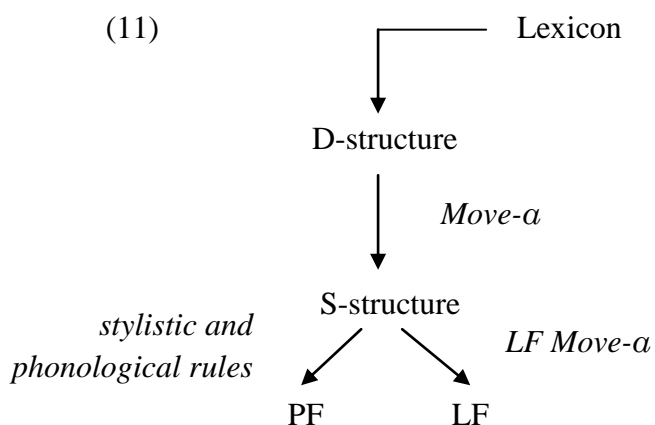 (11) Lexicon
D-structure
Move-α
S-structure
stylistic and
phonological rules
LF Move-α
PF LF